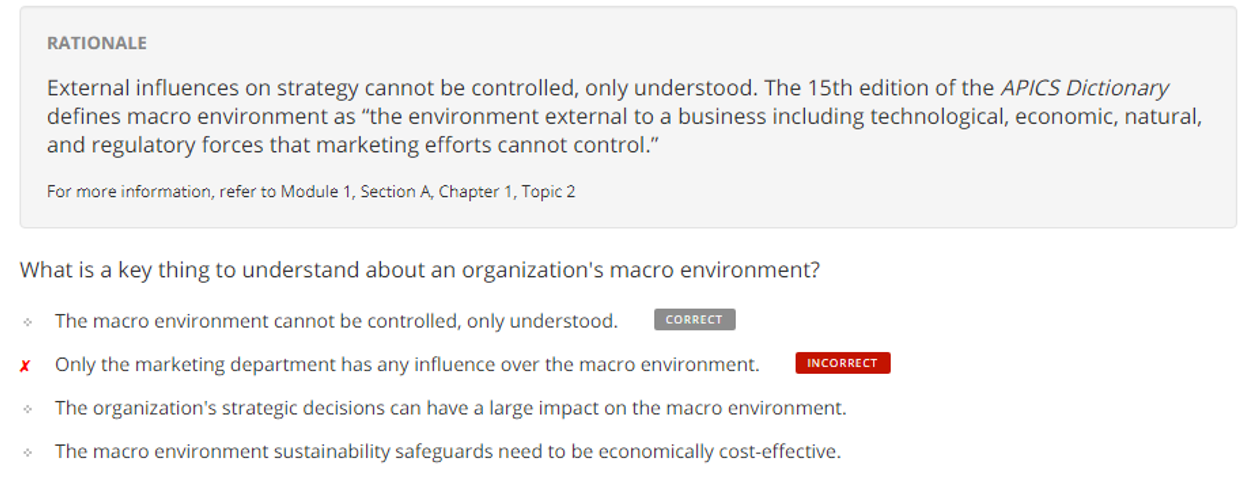 RATIONALE
External influences on strategy cannot be controlled, only understood. The 15th edition of the APICS Dictionary
defines macro environment as “the environment external to a business including technological, economic, natural,
and regulatory forces that marketing efforts cannot control.”
For more information, refer to Module 1, Section A, Chapter 1, Topic 2
What is a key thing to understand about an organization's macro environment?
The macro environment cannot be controlled, only understood. CORRECT
✗ Only the marketing department has any influence over the macro environment. INCORRECT
The organization's strategic decisions can have a large impact on the macro environment.
The macro environment sustainability safeguards need to be economically cost-effective.